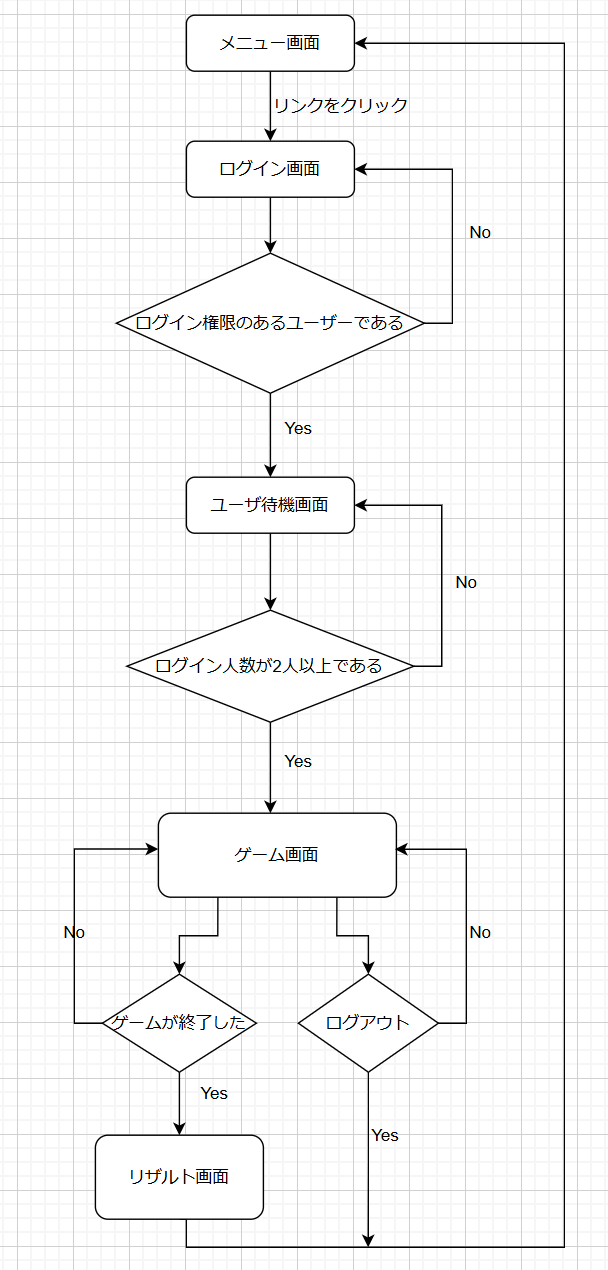 メニュー画面
リンクをクリック
ログイン画面
No
ログイン権限のあるユーザーである
Yes
ユーザ待機画面
No
ログイン人数が2人以上である
Yes
ゲーム画面
No
No
ゲームが終了した
ログアウト
Yes
Yes
リザルト画面